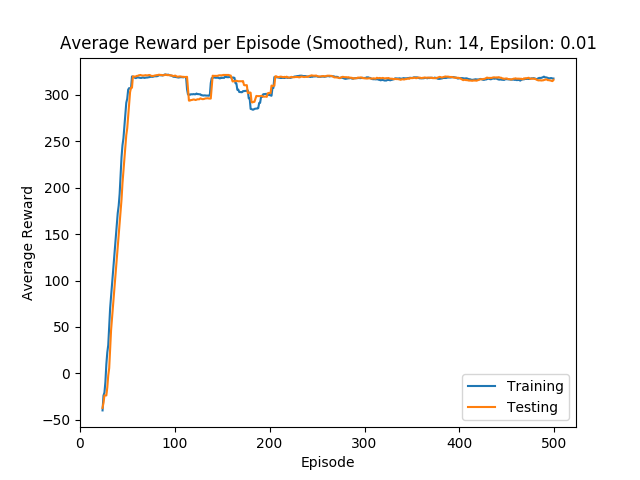 Average Reward per Episode (Smoothed), Run: 14, Epsilon: 0.01
Average Reward
300
250
200
150
100
50
0
−50
0 100 200 300 400 500
Episode
Training
Testing